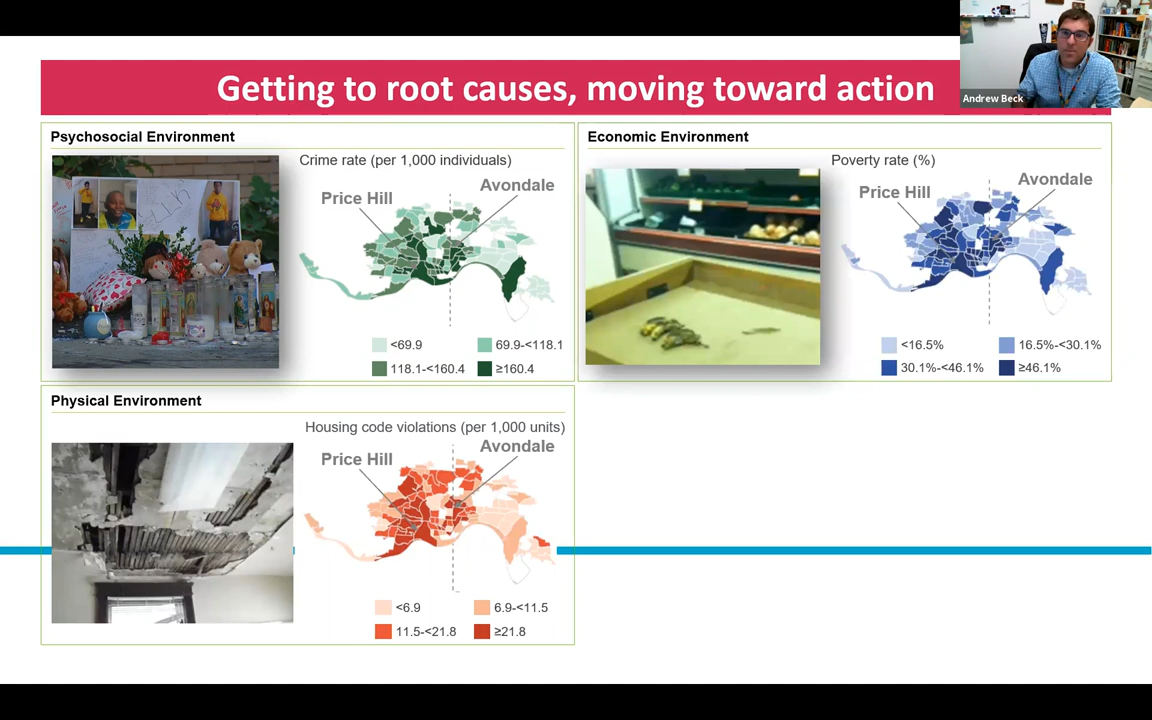 Getting to root causes, moving toward action
Andrew Beck
Psychosocial Environment
Crime rate (per 1,000 individuals)
Price Hill
Avondale
<69.9
69.9-<118.1
118.1-<160.4
≥160.4
Economic Environment
Poverty rate (%)
Price Hill
Avondale
<16.5%
16.5%-<30.1%
30.1%-<46.1%
≥46.1%
Physical Environment
Housing code violations (per 1,000 units)
Price Hill
Avondale
<6.9
6.9-<11.5
11.5-<21.8
≥21.8